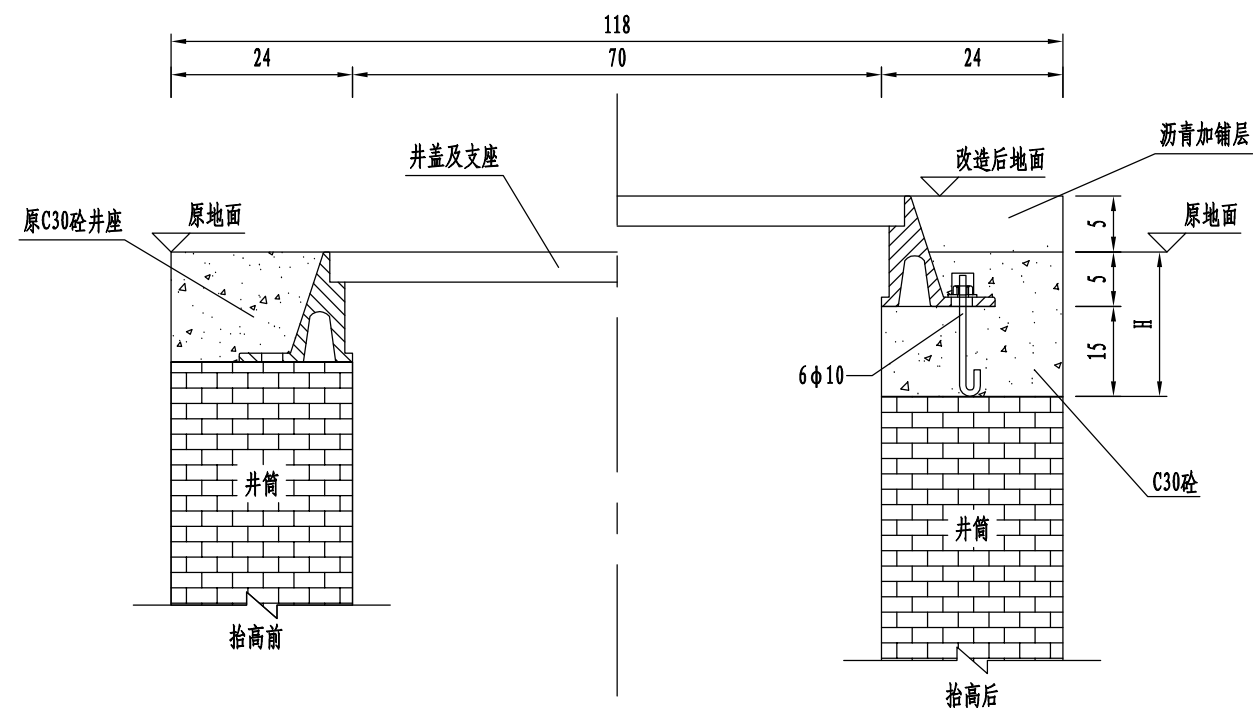 118
24
70
24
沥青加铺层
井盖及支座
改造后地面
原C30砼井座
原地面
原地面
5
5
H
15
6ф10
井筒
C30砼
井筒
抬高前
抬高后